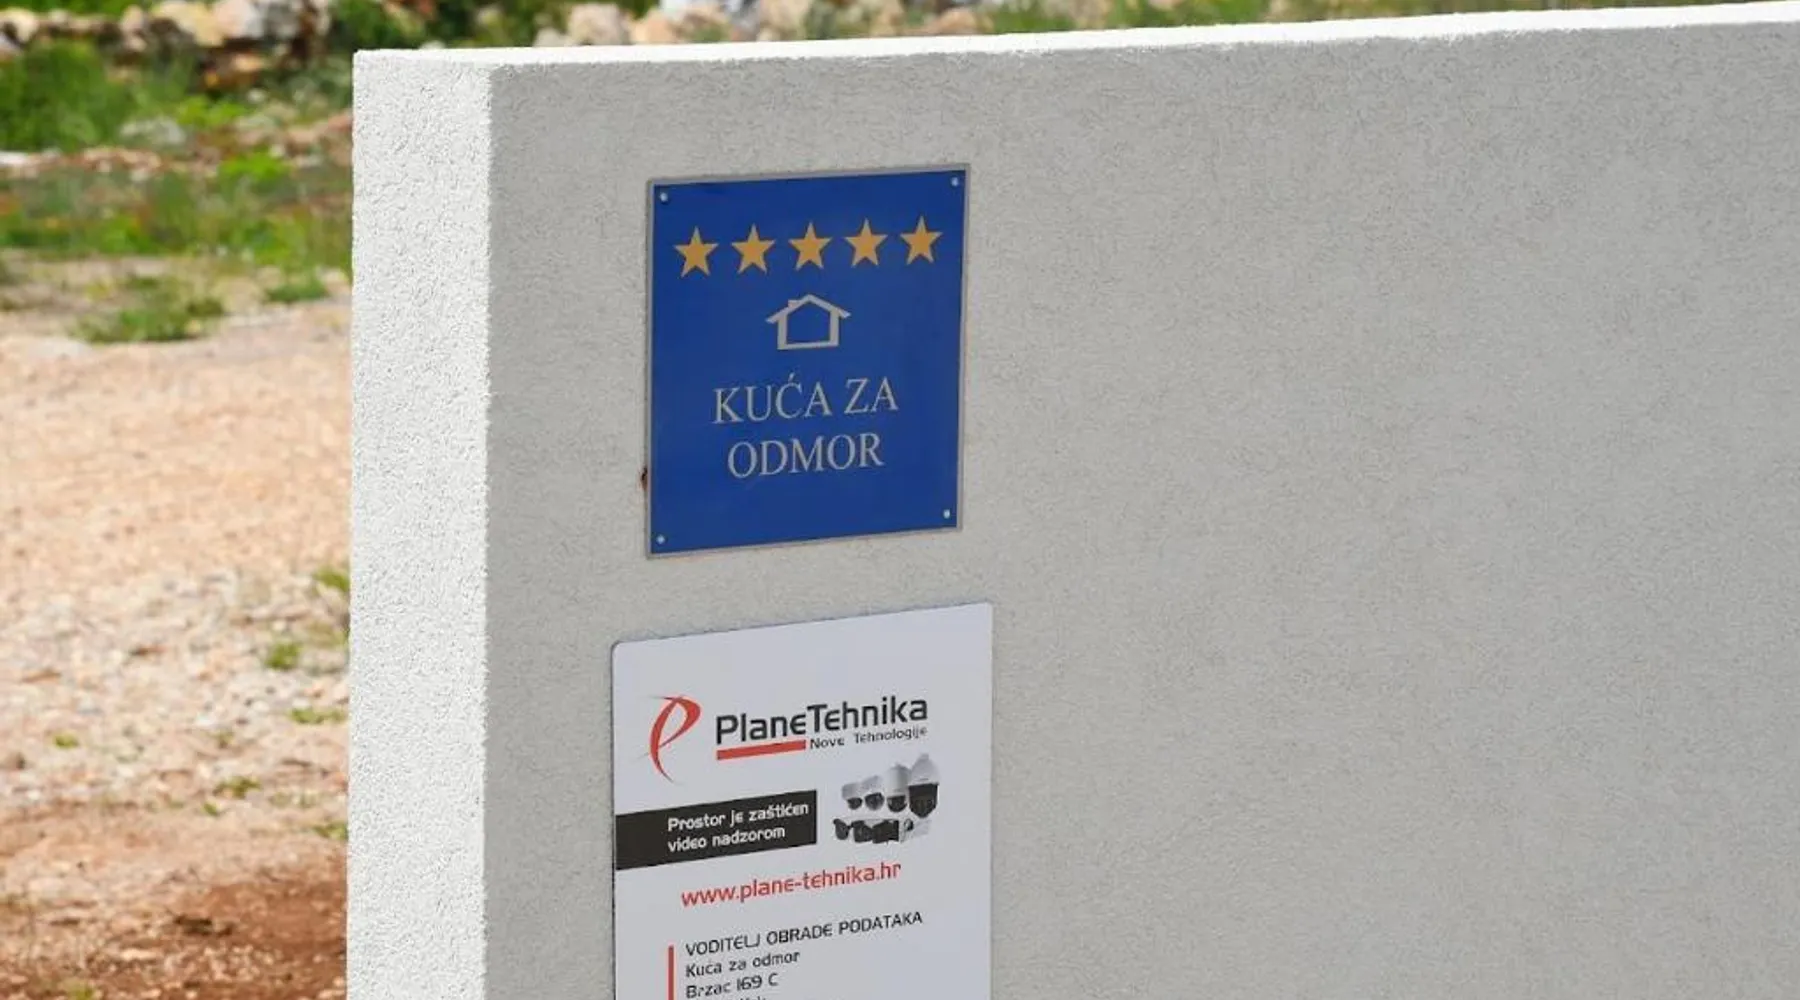 KUĆA ZA
ODMOR
PlaneTehnika
Nove Tehnologije
Prostor je zaštićen
video nadzorom
www.plane-tehnika.hr
VODITELJ OBRADE PODATAKA
Kuća za odmor
Brzac 169 C